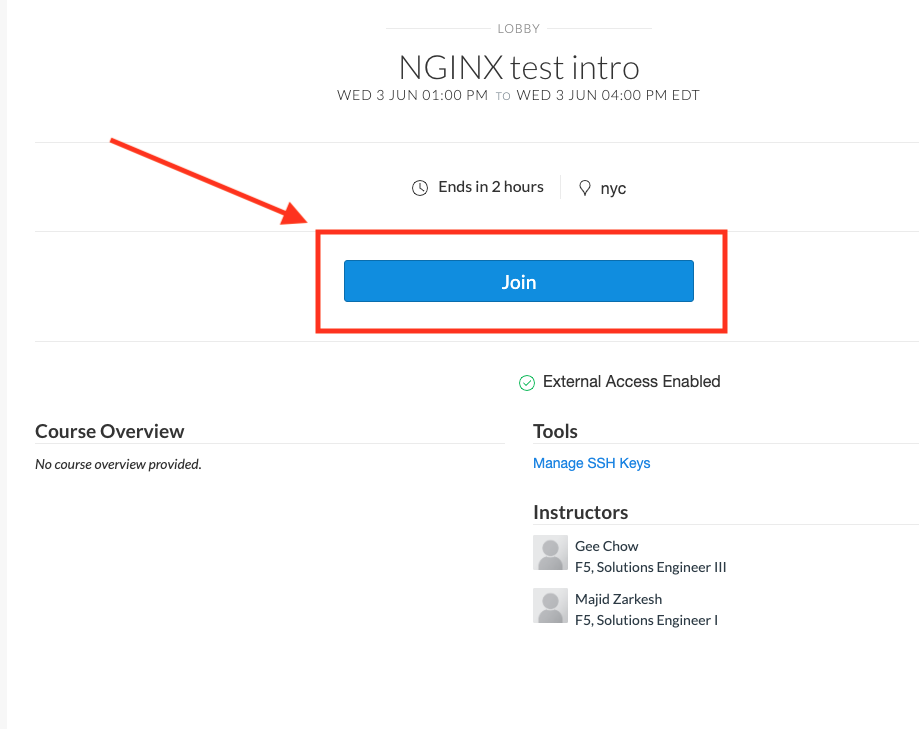 LOBBY
NGINX test intro
WED 3 JUN 01:00 PM TO WED 3 JUN 04:00 PM EDT
Ends in 2 hours
nyc
Join
External Access Enabled
Course Overview
No course overview provided.
Tools
Manage SSH Keys
Instructors
Gee Chow
F5, Solutions Engineer III
Majid Zarkesh
F5, Solutions Engineer I